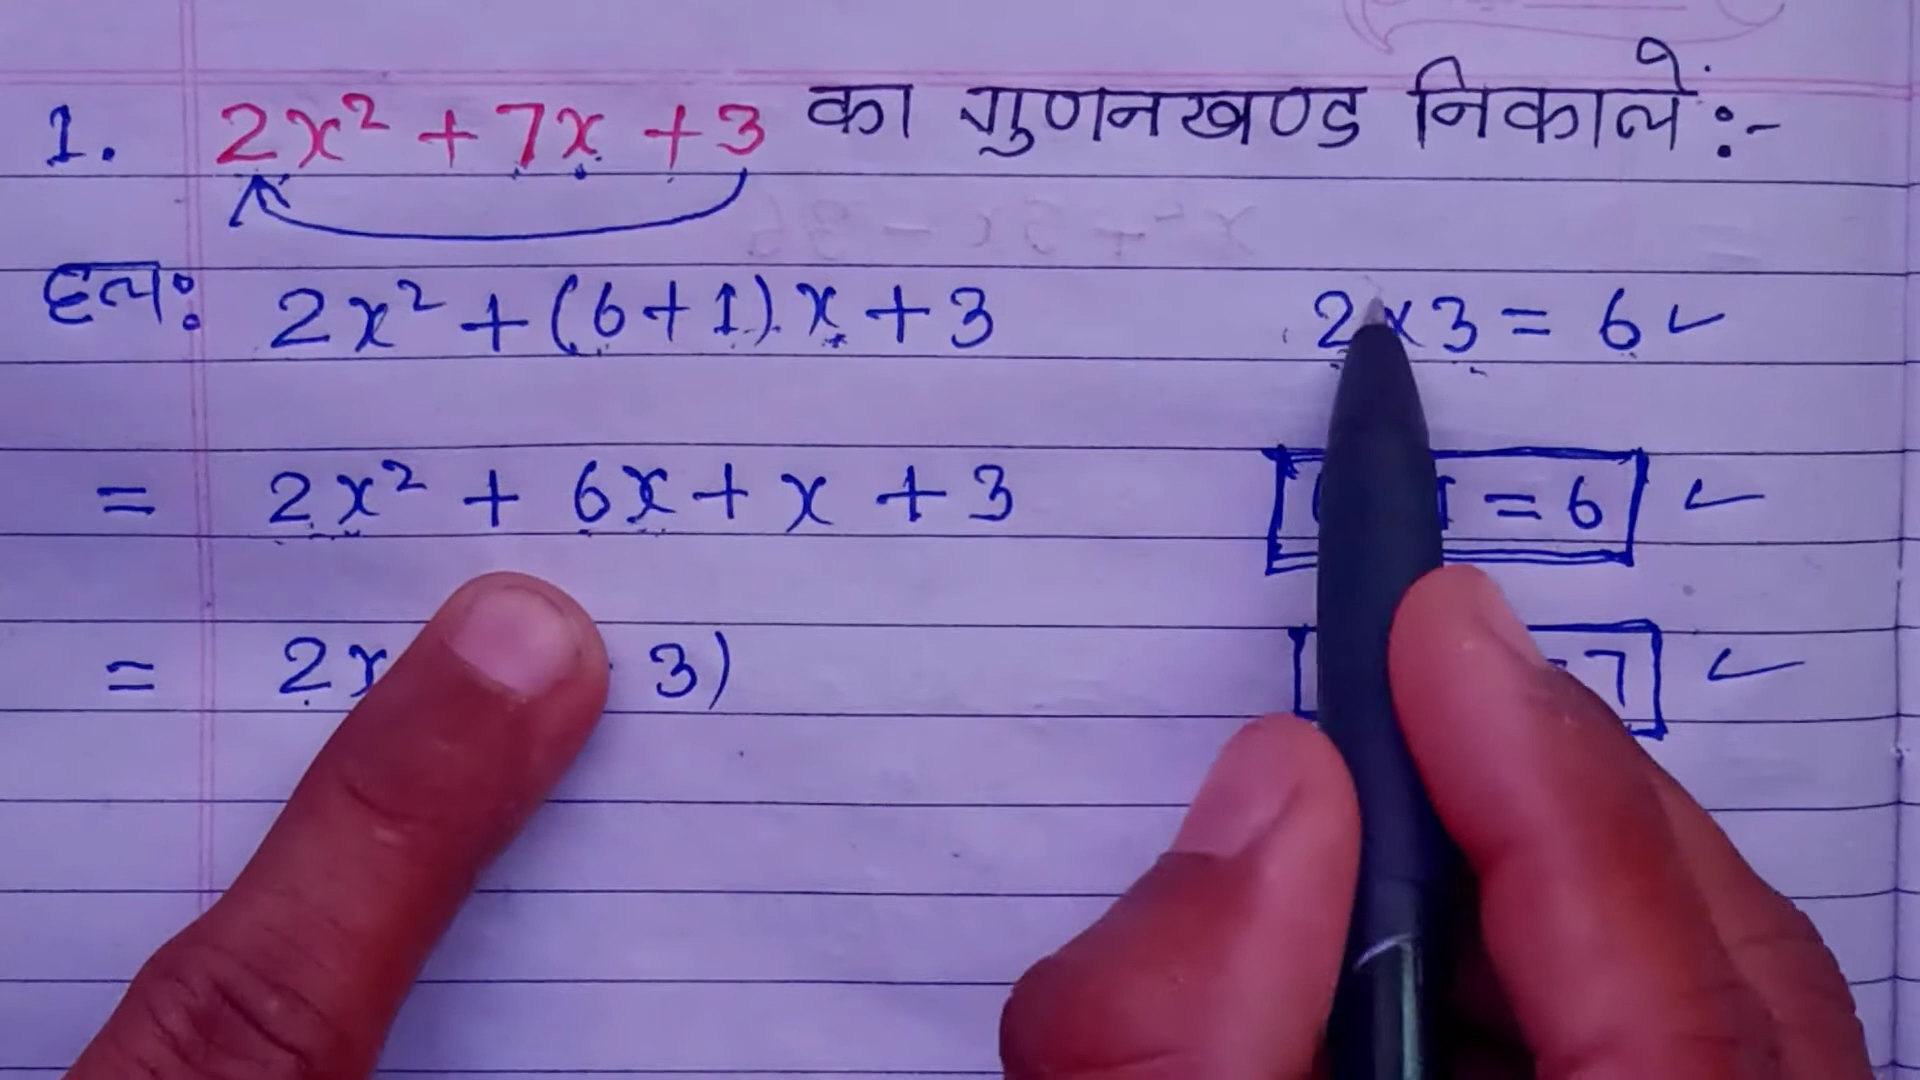 1. 2x² + 7x + 3 का गुणनखण्ड निकालें :-
हल: 2x² + (6+1)x + 3
2×3 = 6 ✓
= 2x² + 6x + x + 3
= 6 ✓
= 2x 3)
=7 ✓